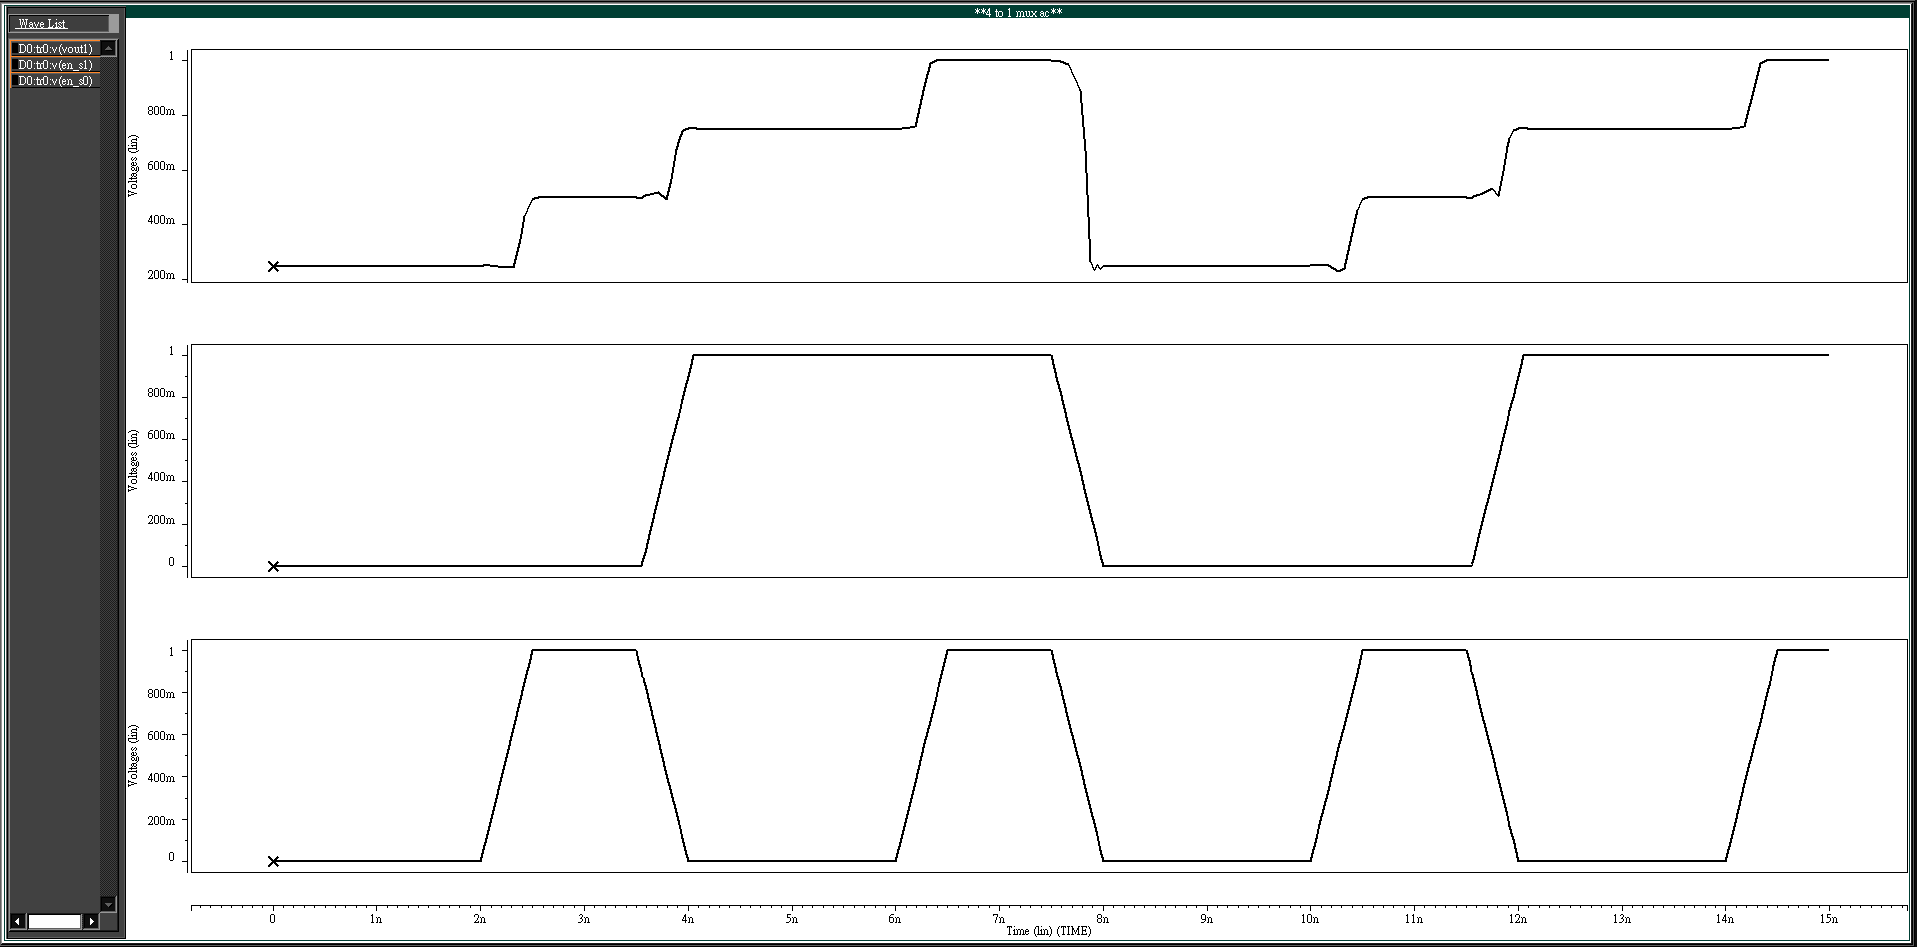 **4 to 1 mux ac**
Wave List
D0:tr0:v(vout1)
D0:tr0:v(en_s1)
D0:tr0:v(en_s0)
Voltages (lin)
1
800m
600m
400m
200m
Voltages (lin)
1
800m
600m
400m
200m
0
Voltages (lin)
1
800m
600m
400m
200m
0
0 1n 2n 3n 4n 5n 6n 7n 8n 9n 10n 11n 12n 13n 14n 15n
Time (lin) (TIME)